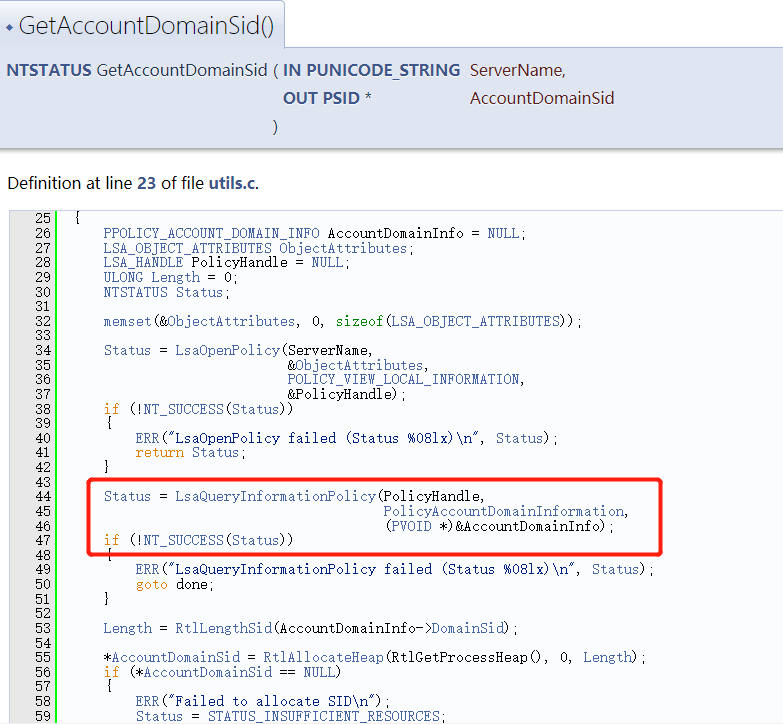 ◆ GetAccountDomainSid()
NTSTATUS GetAccountDomainSid ( IN PUNICODE_STRING ServerName,
OUT PSID * AccountDomainSid
)
Definition at line 23 of file utils.c.
25 {
26 PPOLICY_ACCOUNT_DOMAIN_INFO AccountDomainInfo = NULL;
27 LSA_OBJECT_ATTRIBUTES ObjectAttributes;
28 LSA_HANDLE PolicyHandle = NULL;
29 ULONG Length = 0;
30 NTSTATUS Status;
31
32 memset(&ObjectAttributes, 0, sizeof(LSA_OBJECT_ATTRIBUTES));
33
34 Status = LsaOpenPolicy(ServerName,
35 &ObjectAttributes,
36 POLICY_VIEW_LOCAL_INFORMATION,
37 &PolicyHandle);
38 if (!NT_SUCCESS(Status))
39 {
40 ERR("LsaOpenPolicy failed (Status %08lx)\n", Status);
41 return Status;
42 }
43
44 Status = LsaQueryInformationPolicy(PolicyHandle,
45 PolicyAccountDomainInformation,
46 (PVOID *)&AccountDomainInfo);
47 if (!NT_SUCCESS(Status))
48 {
49 ERR("LsaQueryInformationPolicy failed (Status %08lx)\n", Status);
50 goto done;
51 }
52
53 Length = RtlLengthSid(AccountDomainInfo->DomainSid);
54
55 *AccountDomainSid = RtlAllocateHeap(RtlGetProcessHeap(), 0, Length);
56 if (*AccountDomainSid == NULL)
57 {
58 ERR("Failed to allocate SID\n");
59 Status = STATUS_INSUFFICIENT_RESOURCES;